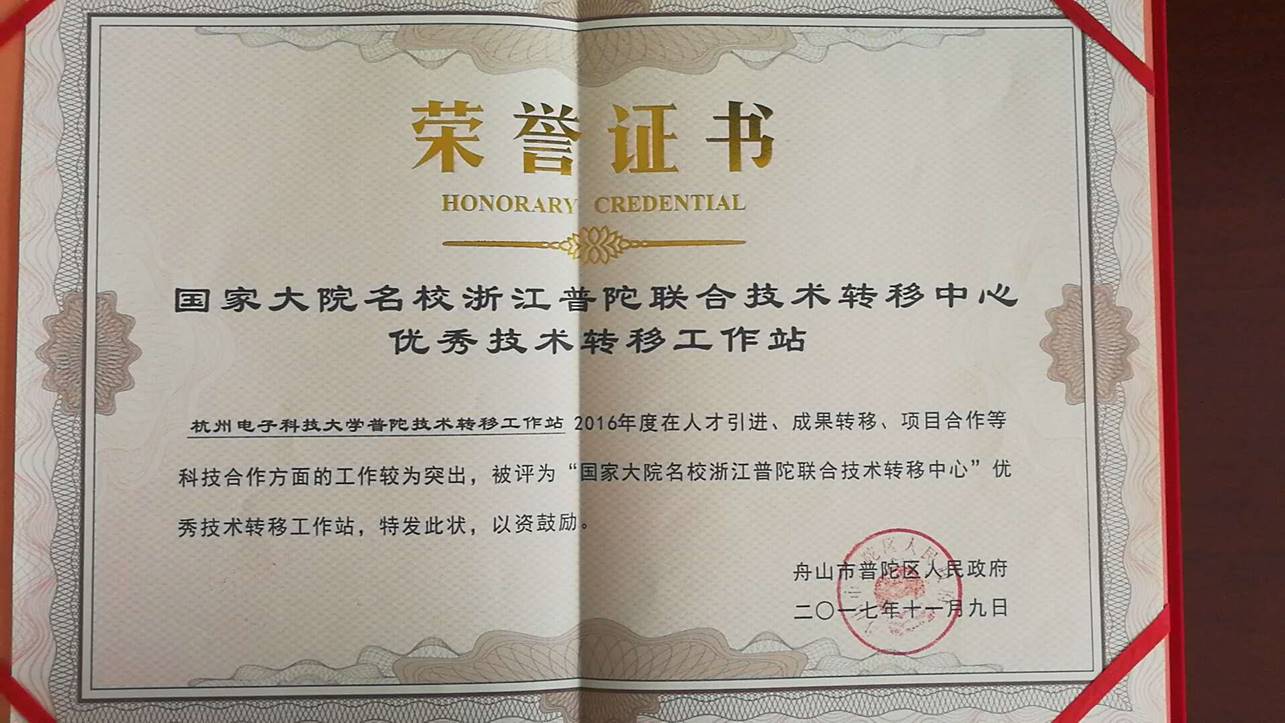 荣誉证书
HONORARY CREDENTIAL
国家大院名校浙江普陀联合技术转移中心
优秀技术转移工作站
杭州电子科技大学普陀技术转移工作站 2016年度在人才引进、成果转移、项目合作等
科技合作方面的工作较为突出，被评为“国家大院名校浙江普陀联合技术转移中心”优
秀技术转移工作站，特发此状，以资鼓励。
舟山市普陀区人民政府
二〇一七年十一月九日